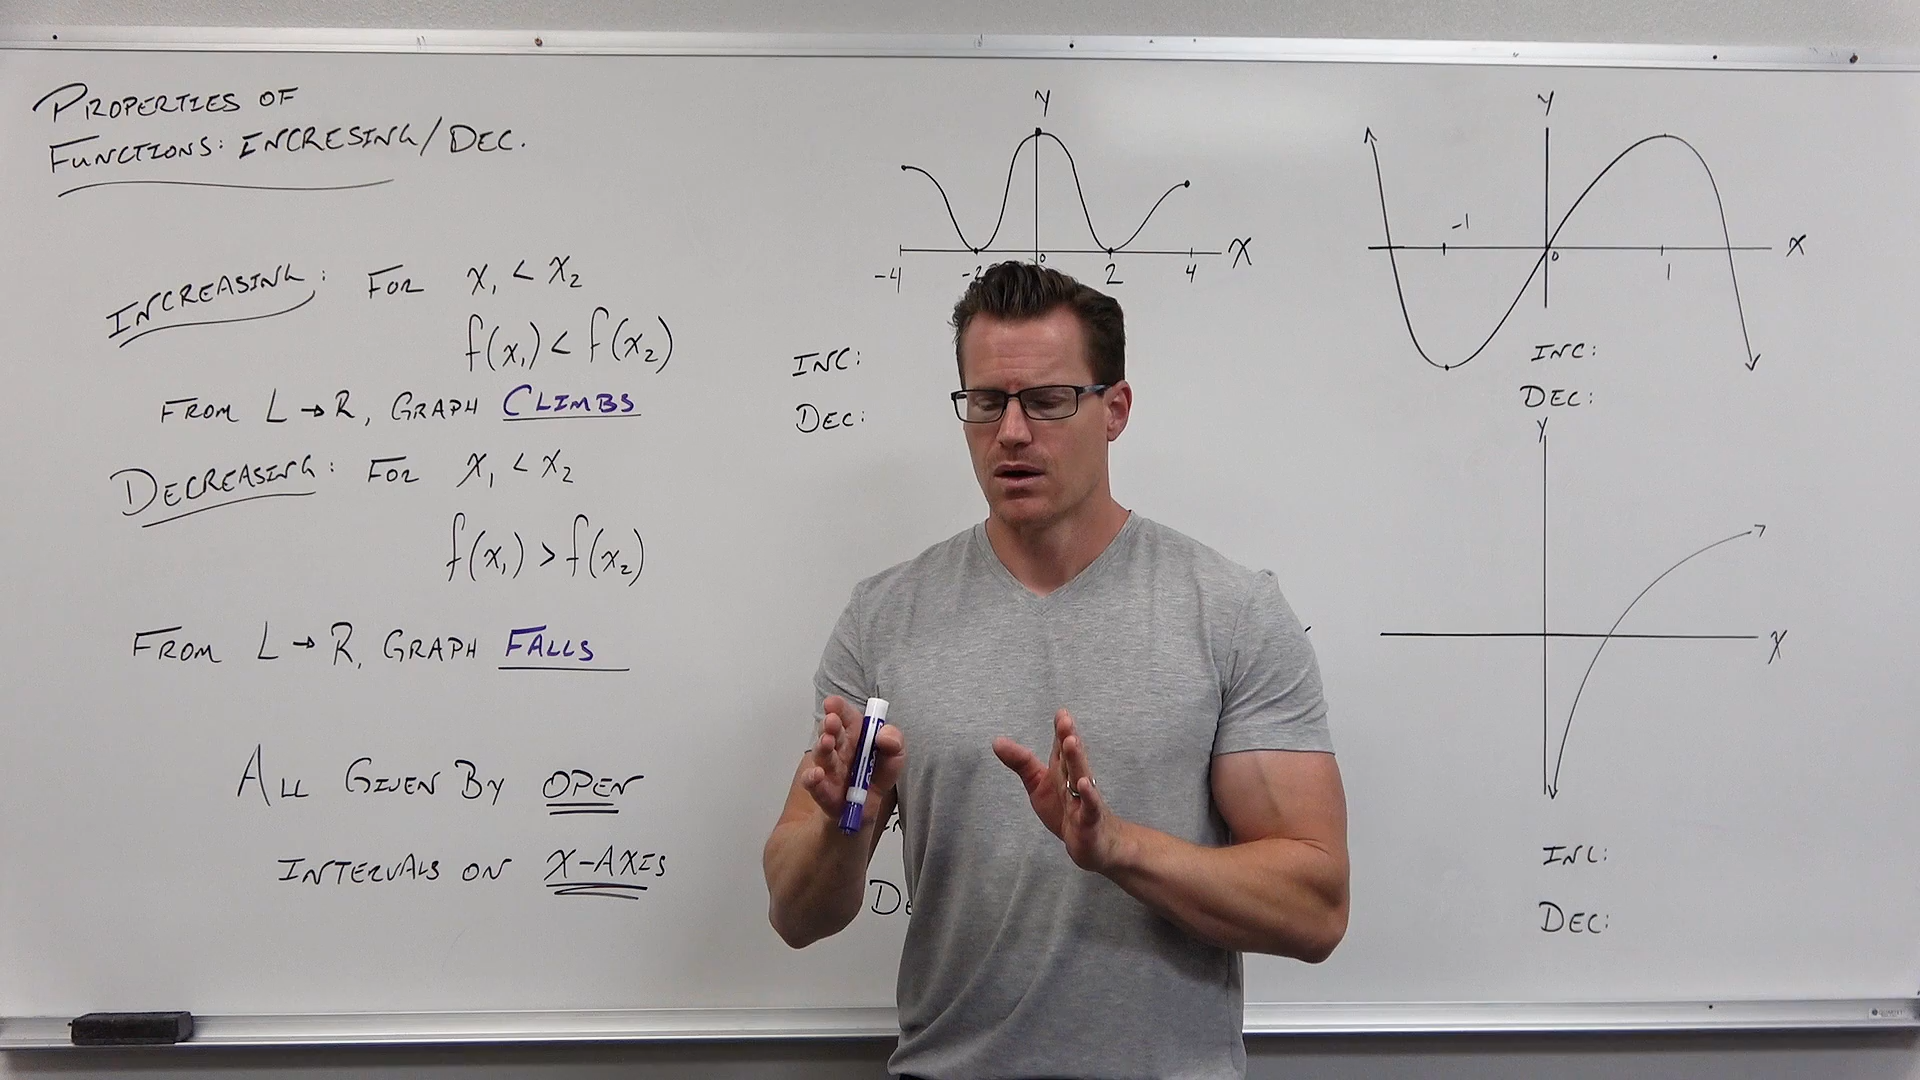 PROPERTIES OF
FUNCTIONS: INCRESING/DEC.
INCREASING: FOR x₁ < x₂
f(x₁) < f(x₂)
FROM L → R, GRAPH CLIMBS
DECREASING: FOR x₁ < x₂
f(x₁) > f(x₂)
FROM L → R, GRAPH FALLS
ALL GIVEN BY OPEN
INTERVALS ON X-AXIS
y
x
-4 -2 0 2 4
INC:
DEC:
y
-1
x
0 1
INC:
DEC:
y
x
INC:
DEC: